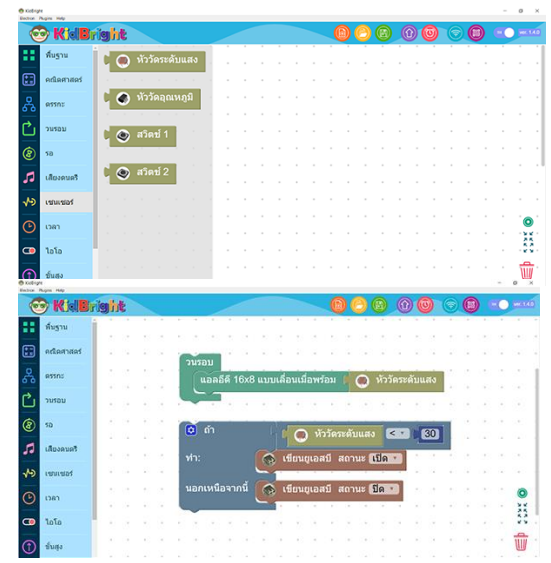 KidBright
Electron Plugins Help
KidBright
TH ver. 1.4.0
พื้นฐาน
คณิตศาสตร์
ตรรกะ
วนรอบ
รอ
เสียงดนตรี
เซนเซอร์
เวลา
ไอโอ
ขั้นสูง
หัววัดระดับแสง
หัววัดอุณหภูมิ
สวิตช์ 1
สวิตช์ 2
KidBright
Electron Plugins Help
KidBright
TH ver. 1.4.0
พื้นฐาน
คณิตศาสตร์
ตรรกะ
วนรอบ
รอ
เสียงดนตรี
เซนเซอร์
เวลา
ไอโอ
ขั้นสูง
วนรอบ
แอลอีดี 16x8 แบบเลื่อนเมื่อพร้อม หัววัดระดับแสง
ถ้า หัววัดระดับแสง < 30
ทำ: เขียนยูเอสบี สถานะ เปิด
นอกเหนือจากนี้ เขียนยูเอสบี สถานะ ปิด